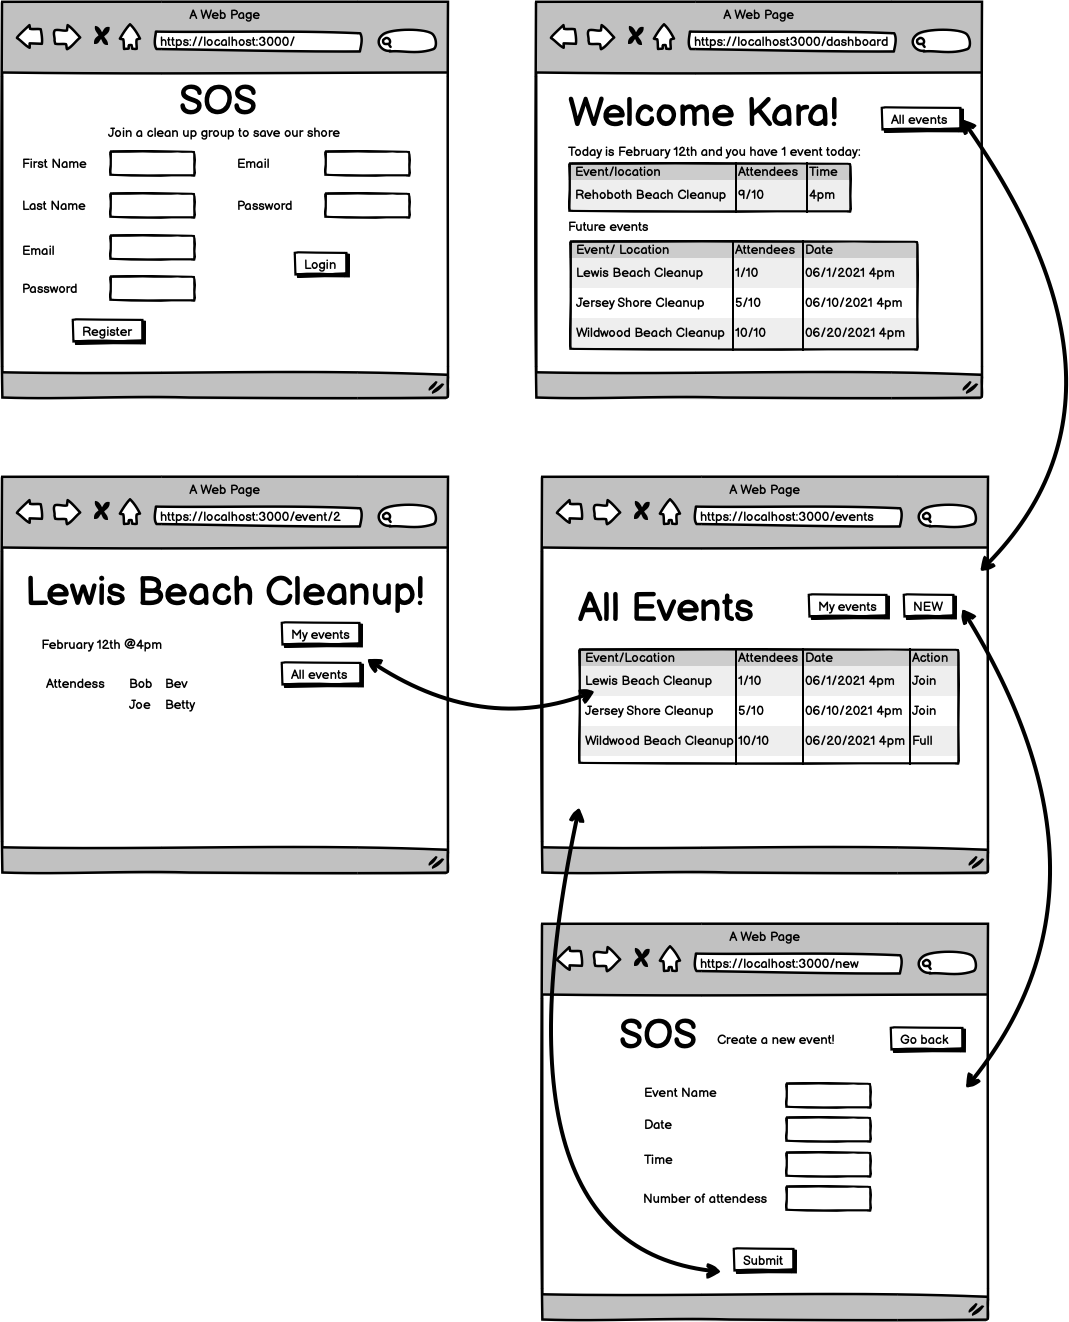 A Web Page
https://localhost:3000/
SOS
Join a clean up group to save our shore
First Name
Email
Last Name
Password
Email
Login
Password
Register
A Web Page
https://localhost3000/dashboard
Welcome Kara!
All events
Today is February 12th and you have 1 event today:
Event/location Attendees Time
Rehoboth Beach Cleanup 9/10 4pm
Future events
Event/ Location Attendees Date
Lewis Beach Cleanup 1/10 06/1/2021 4pm
Jersey Shore Cleanup 5/10 06/10/2021 4pm
Wildwood Beach Cleanup 10/10 06/20/2021 4pm
A Web Page
https://localhost:3000/event/2
Lewis Beach Cleanup!
My events
February 12th @4pm
All events
Attendess Bob Bev
Joe Betty
A Web Page
https://localhost:3000/events
All Events
My events
NEW
Event/Location Attendees Date Action
Lewis Beach Cleanup 1/10 06/1/2021 4pm Join
Jersey Shore Cleanup 5/10 06/10/2021 4pm Join
Wildwood Beach Cleanup 10/10 06/20/2021 4pm Full
A Web Page
https://localhost:3000/new
SOS
Create a new event!
Go back
Event Name
Date
Time
Number of attendess
Submit